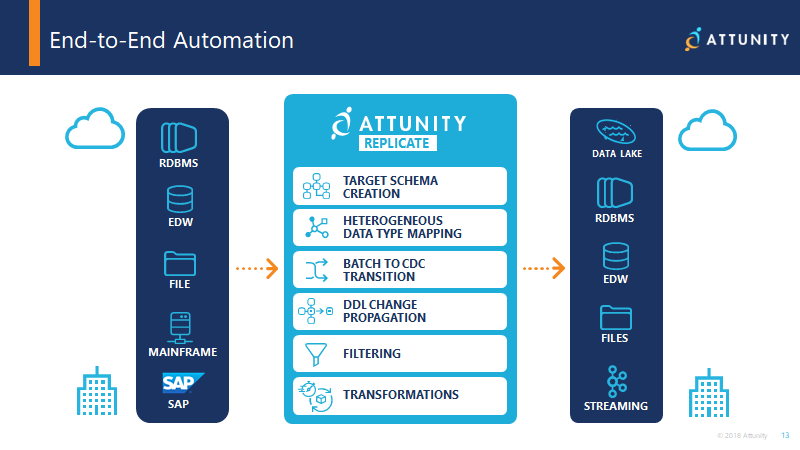 End-to-End Automation
ATTUNITY
RDBMS
EDW
FILE
MAINFRAME
SAP
SAP
ATTUNITY
REPLICATE
TARGET SCHEMA
CREATION
HETEROGENEOUS
DATA TYPE MAPPING
BATCH TO CDC
TRANSITION
DDL CHANGE
PROPAGATION
FILTERING
TRANSFORMATIONS
DATA LAKE
RDBMS
EDW
FILES
STREAMING
© 2018 Attunity 13